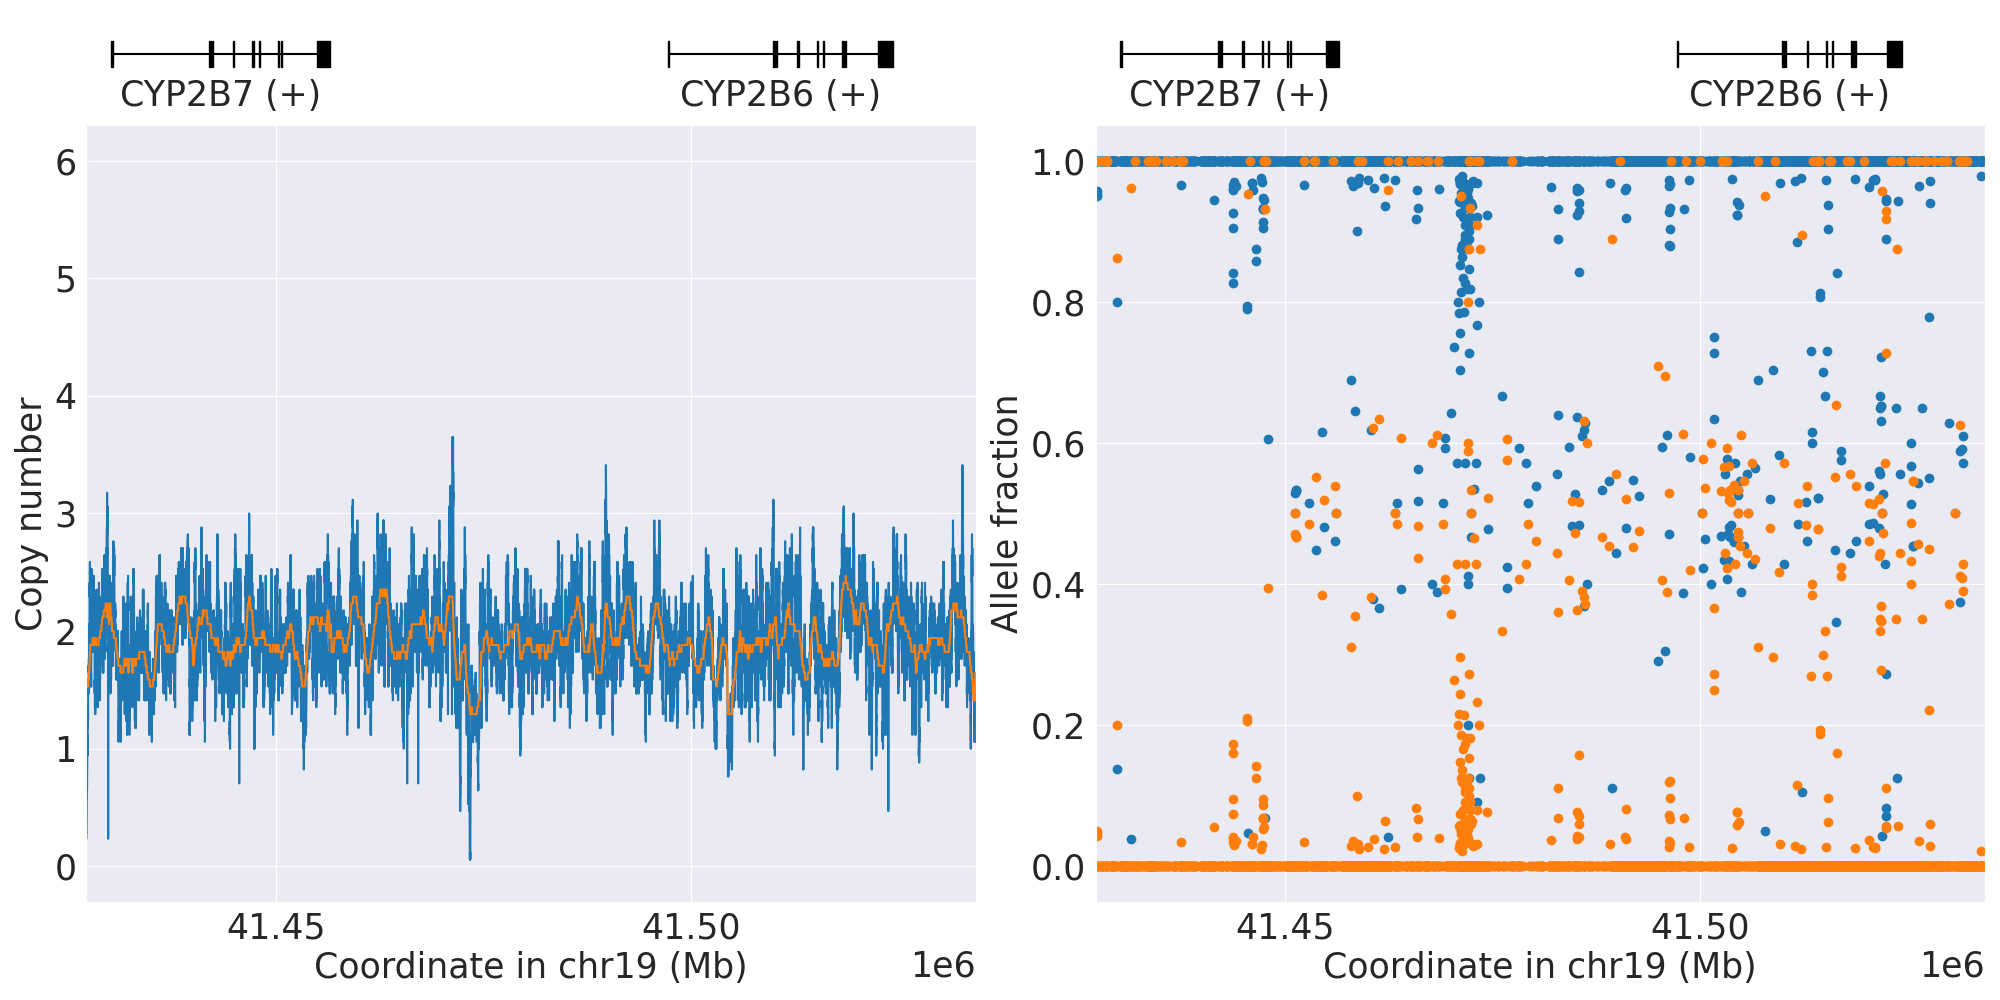 CYP2B7 (+) CYP2B6 (+) CYP2B7 (+) CYP2B6 (+)
6
5
4
3
2
1
0
Copy number
41.45 41.50
Coordinate in chr19 (Mb)
1e6
1.0
0.8
0.6
0.4
0.2
0.0
Allele fraction
41.45 41.50
Coordinate in chr19 (Mb)
1e6